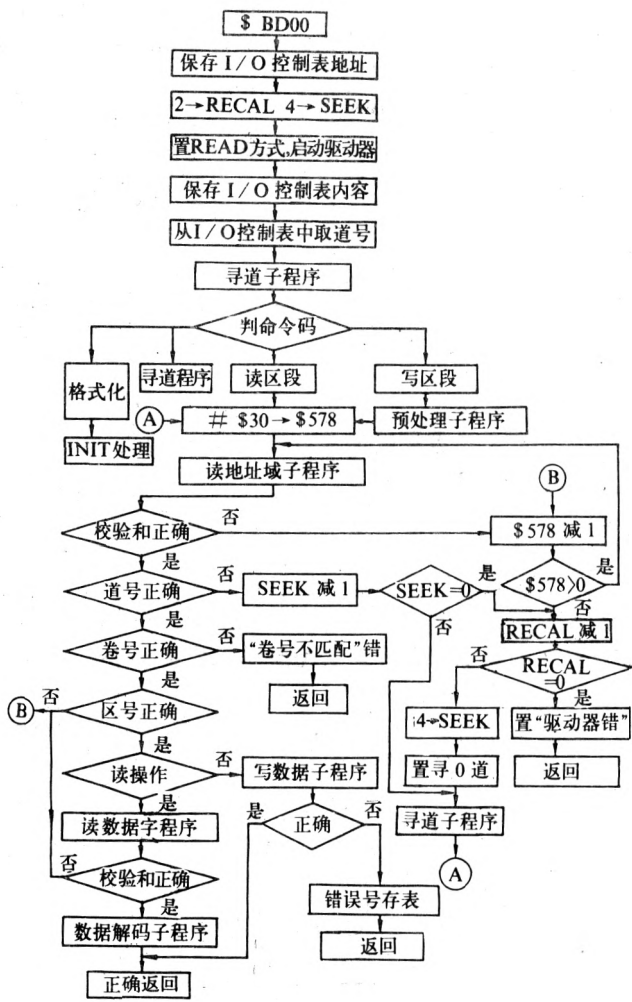 $ BD00
保存 I/O 控制表地址
2→RECAL 4→SEEK
置READ方式,启动驱动器
保存 I/O 控制表内容
从I/O控制表中取道号
寻道子程序
判命令码
格式化
寻道程序
读区段
写区段
INIT处理
A
# $30→$578
预处理子程序
读地址域子程序
B
校验和正确
否
$578 减 1
是
道号正确
否
SEEK 减 1
SEEK=0
是
$578>0
是
否
是
否
RECAL 减 1
卷号正确
否
"卷号不匹配"错
否
RECAL
=0
是
返回
B
否
区号正确
4→SEEK
是
置"驱动器错"
是
读操作
否
写数据子程序
置寻 0 道
返回
是
读数据字程序
是
正确
否
寻道子程序
否
校验和正确
A
是
错误号存表
数据解码子程序
返回
正确返回